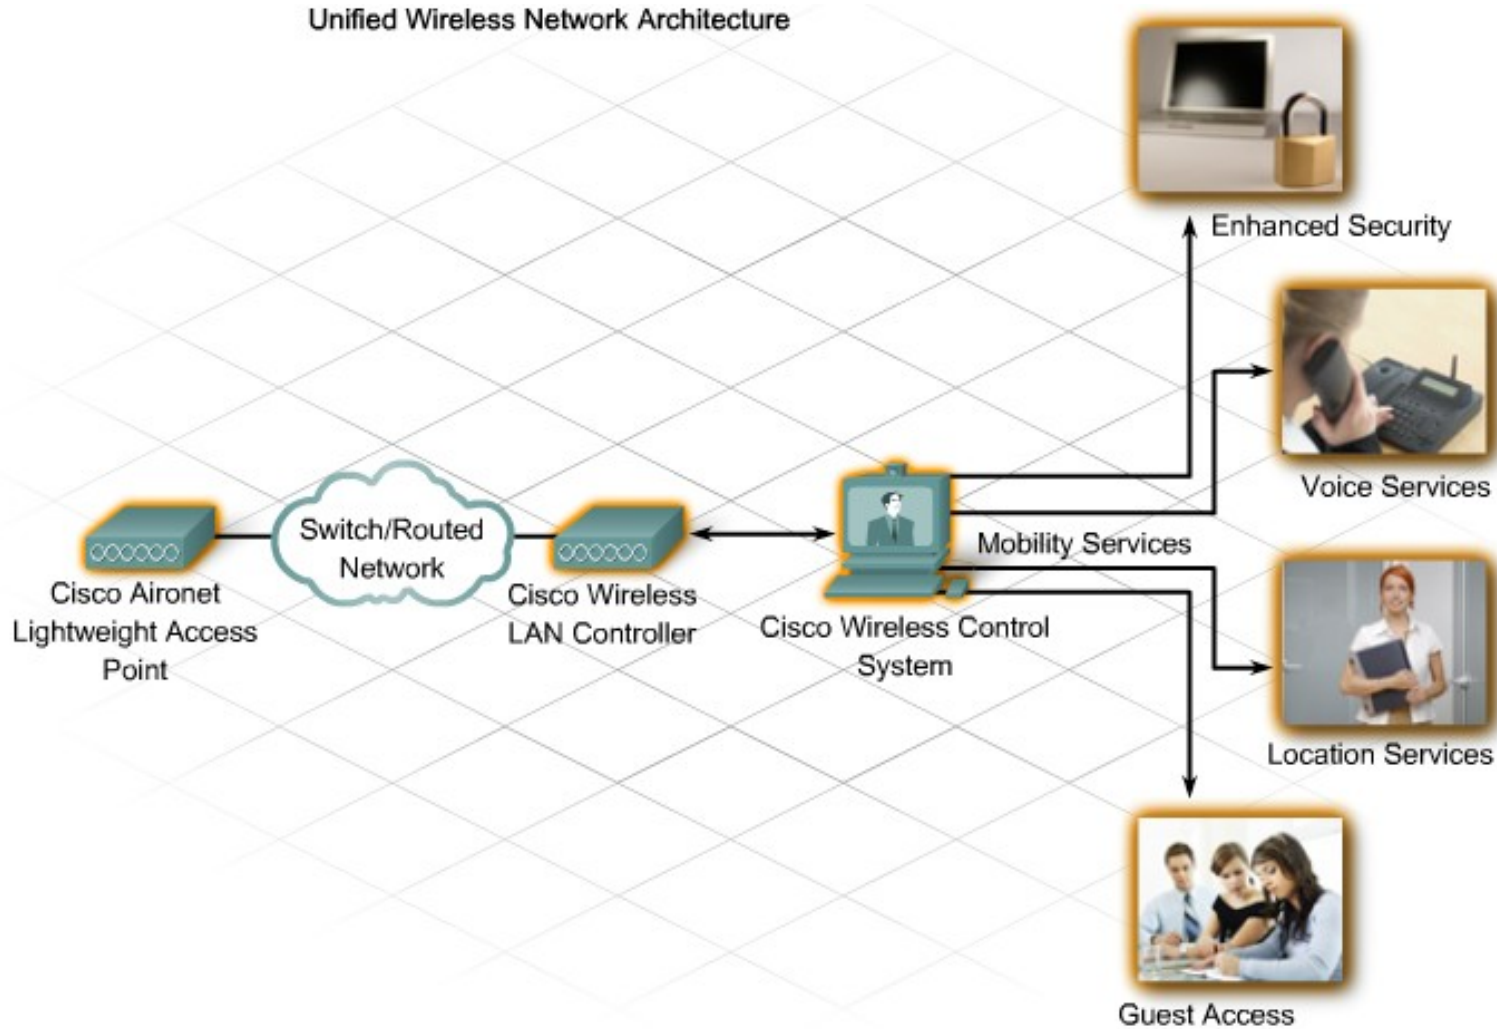 Unified Wireless Network Architecture
Enhanced Security
Voice Services
Switch/Routed
Network
Mobility Services
Cisco Aironet
Lightweight Access
Point
Cisco Wireless
LAN Controller
Cisco Wireless Control
System
Location Services
Guest Access